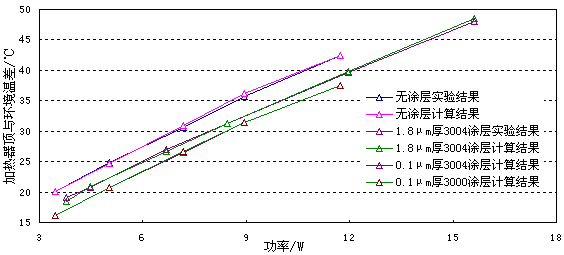 50
45
40
35
30
25
20
15
加热器顶与环境温差/℃
3
6
9
12
15
18
功率/W
无涂层实验结果
无涂层计算结果
1.8μm厚3004涂层实验结果
1.8μm厚3004涂层计算结果
0.1μm厚3004涂层计算结果
0.1μm厚3000涂层计算结果